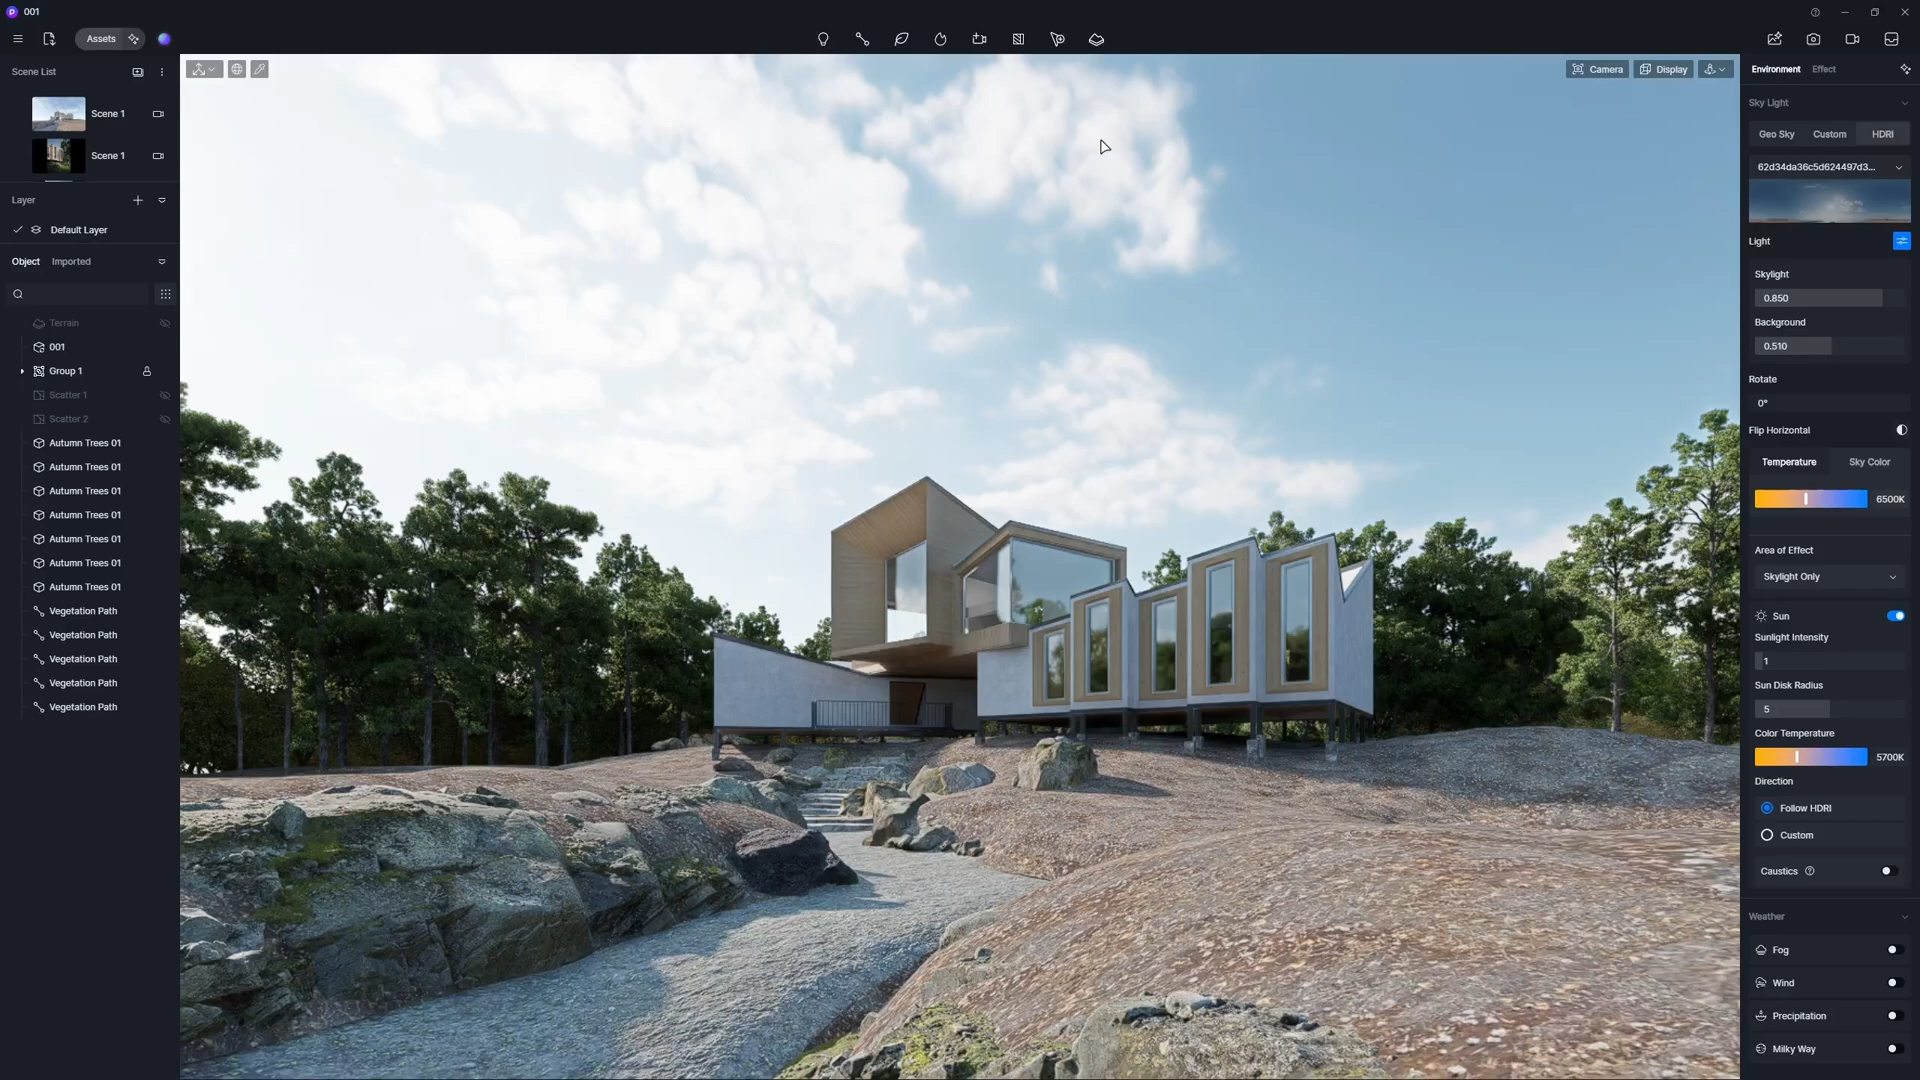 001
Assets
Scene List
Scene 1
Scene 1
Layer
Default Layer
Object Imported
Terrain
001
Group 1
Scatter 1
Scatter 2
Autumn Trees 01
Autumn Trees 01
Autumn Trees 01
Autumn Trees 01
Autumn Trees 01
Autumn Trees 01
Autumn Trees 01
Vegetation Path
Vegetation Path
Vegetation Path
Vegetation Path
Vegetation Path
Camera Display
Environment Effect
Sky Light
Geo Sky Custom HDRI
62d34da36c5d624497d3...
Light
Skylight
0.850
Background
0.510
Rotate
0°
Flip Horizontal
Temperature Sky Color
6500K
Area of Effect
Skylight Only
Sun
Sunlight Intensity
1
Sun Disk Radius
5
Color Temperature
5700K
Direction
Follow HDRI
Custom
Caustics
Weather
Fog
Wind
Precipitation
Milky Way